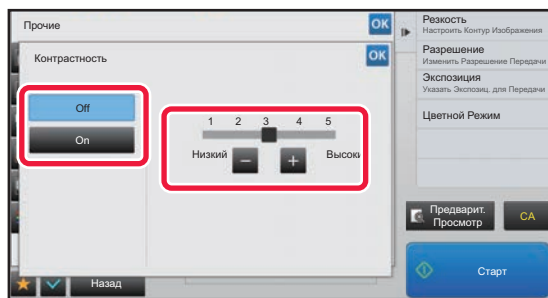 Прочие
OK
Контрастность
OK
Off
On
1 2 3 4 5
Низкий
Высоки
Назад
Резкость
Настроить Контур Изображения
Разрешение
Изменить Разрешение Передачи
Экспозиция
Указать Экспозиц. для Передачи
Цветной Режим
Предварит.
Просмотр
CA
Старт